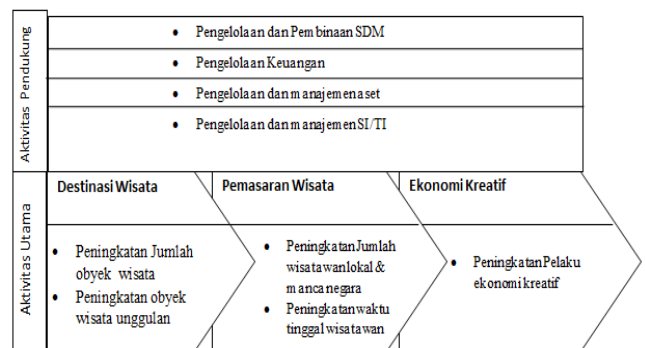 Aktivitas Pendukung
• Pengelolaan dan Pembinaan SDM
• Pengelolaan Keuangan
• Pengelolaan dan manajemen aset
• Pengelolaan dan manajemen SI/TI
Aktivitas Utama
Destinasi Wisata
• Peningkatan Jumlah
obyek wisata
• Peningkatan obyek
wisata unggulan
Pemasaran Wisata
• Peningkatan Jumlah
wisatawan lokal &
mancanegara
• Peningkatan waktu
tinggal wisatawan
Ekonomi Kreatif
• Peningkatan Pelaku
ekonomi kreatif